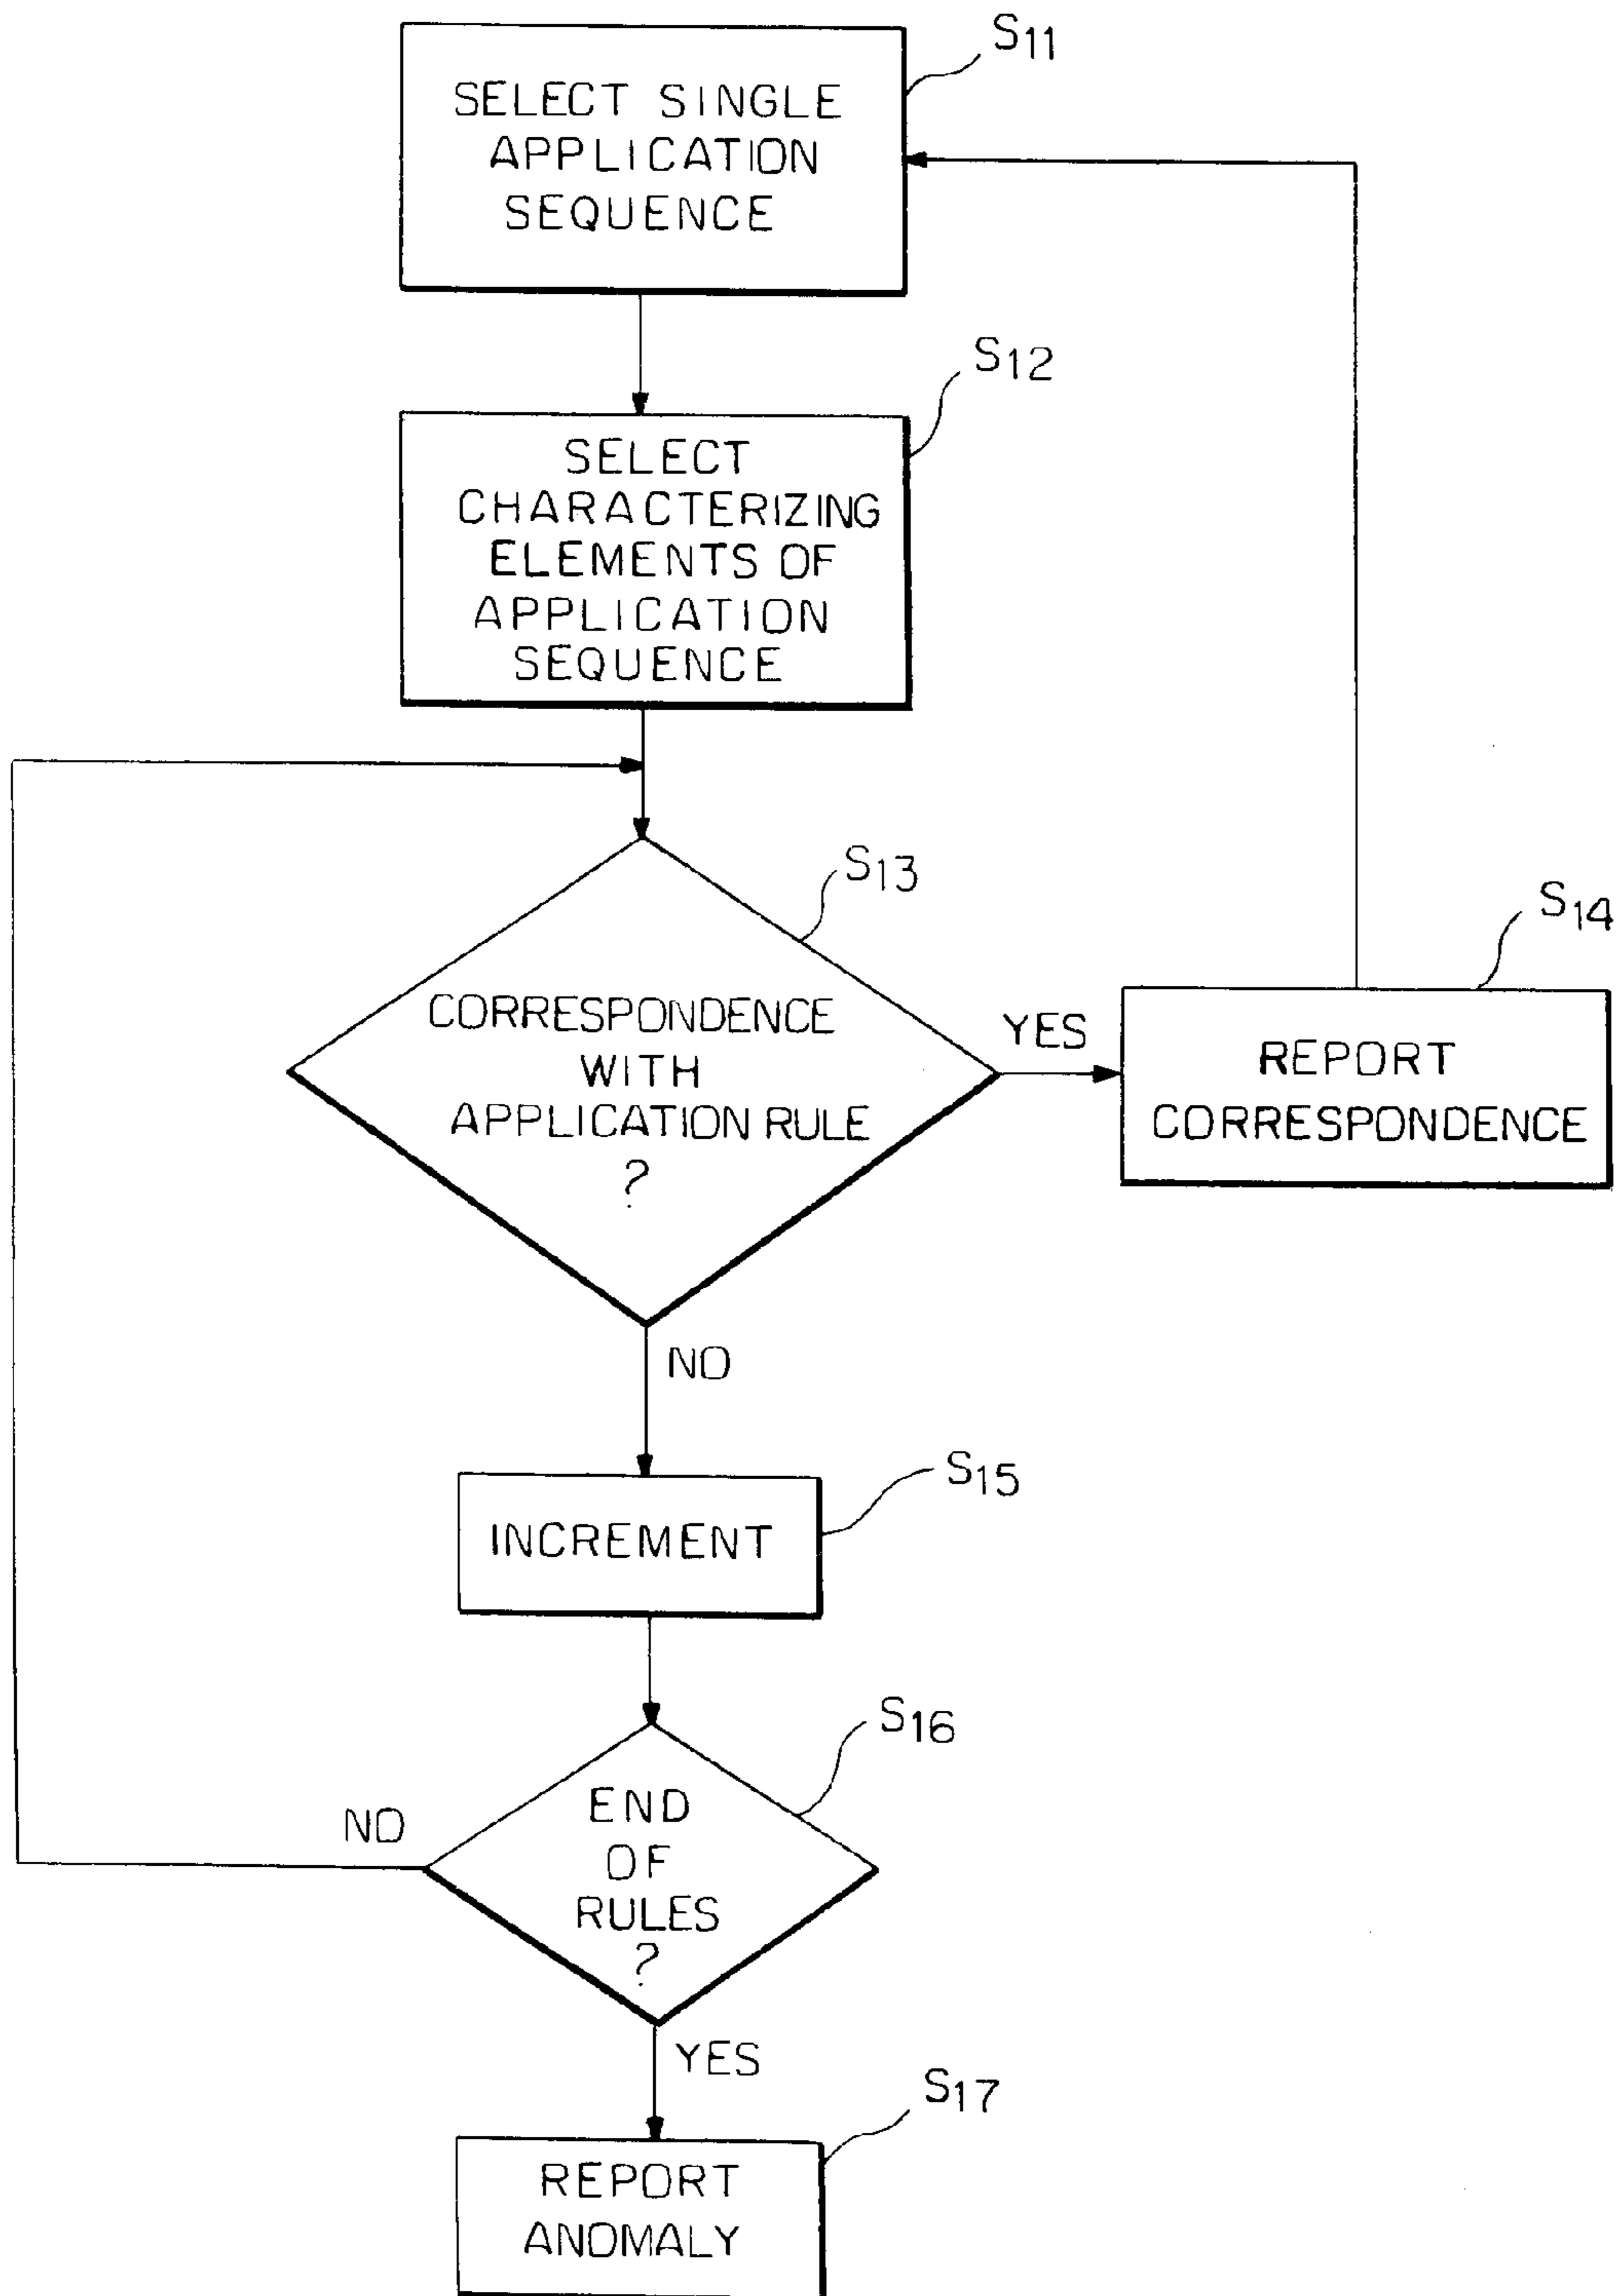 S11
SELECT SINGLE
APPLICATION
SEQUENCE
S12
SELECT
CHARACTERIZING
ELEMENTS OF
APPLICATION
SEQUENCE
S13
CORRESPONDENCE
WITH
APPLICATION RULE
?
YES
S14
REPORT
CORRESPONDENCE
NO
S15
INCREMENT
S16
END
OF
RULES
?
NO
YES
S17
REPORT
ANOMALY